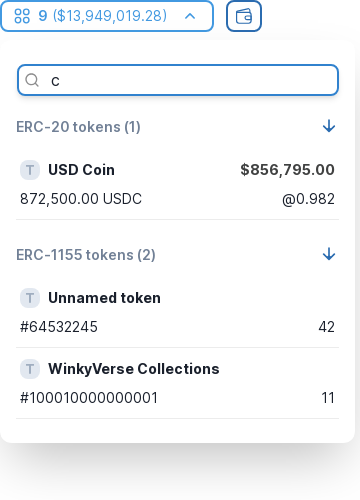 9 ($13,949,019.28)
c
ERC-20 tokens (1)
T USD Coin $856,795.00
872,500.00 USDC @0.982
ERC-1155 tokens (2)
T Unnamed token
#64532245 42
T WinkyVerse Collections
#100010000000001 11